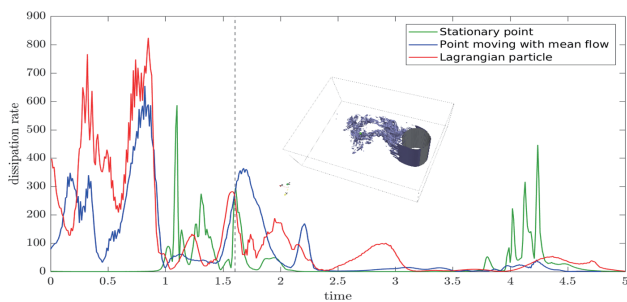 900
800
700
600
500
400
300
200
100
0
dissipation rate
Stationary point
Point moving with mean flow
Lagrangian particle
0 0.5 1 1.5 2 2.5 3 3.5 4 4.5 5
time